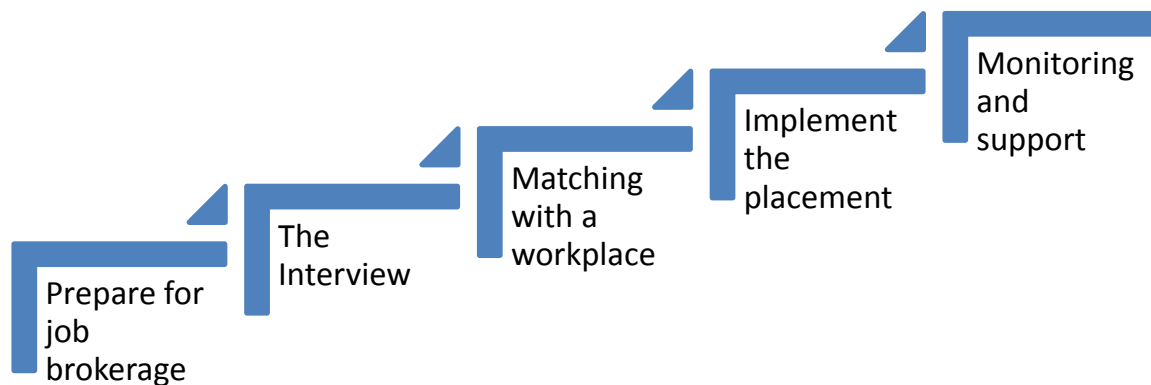 Prepare for
job
brokerage
The
Interview
Matching
with a
workplace
Implement
the
placement
Monitoring
and
support